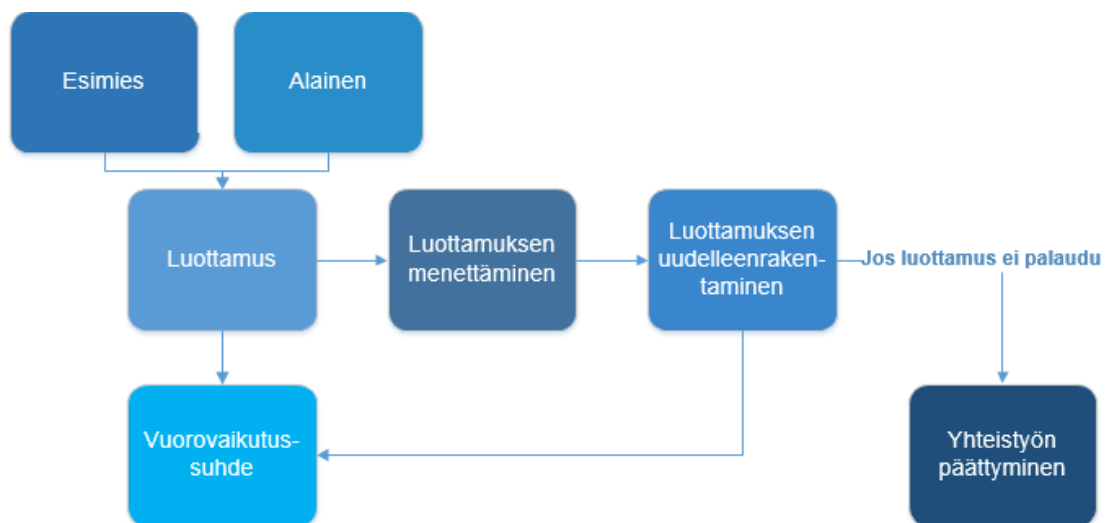 Esimies
Alainen
Luottamus
Luottamuksen
menettäminen
Luottamuksen
uudelleenraken-
taminen
Jos luottamus ei palaudu
Vuorovaikutus-
suhde
Yhteistyön
päättyminen